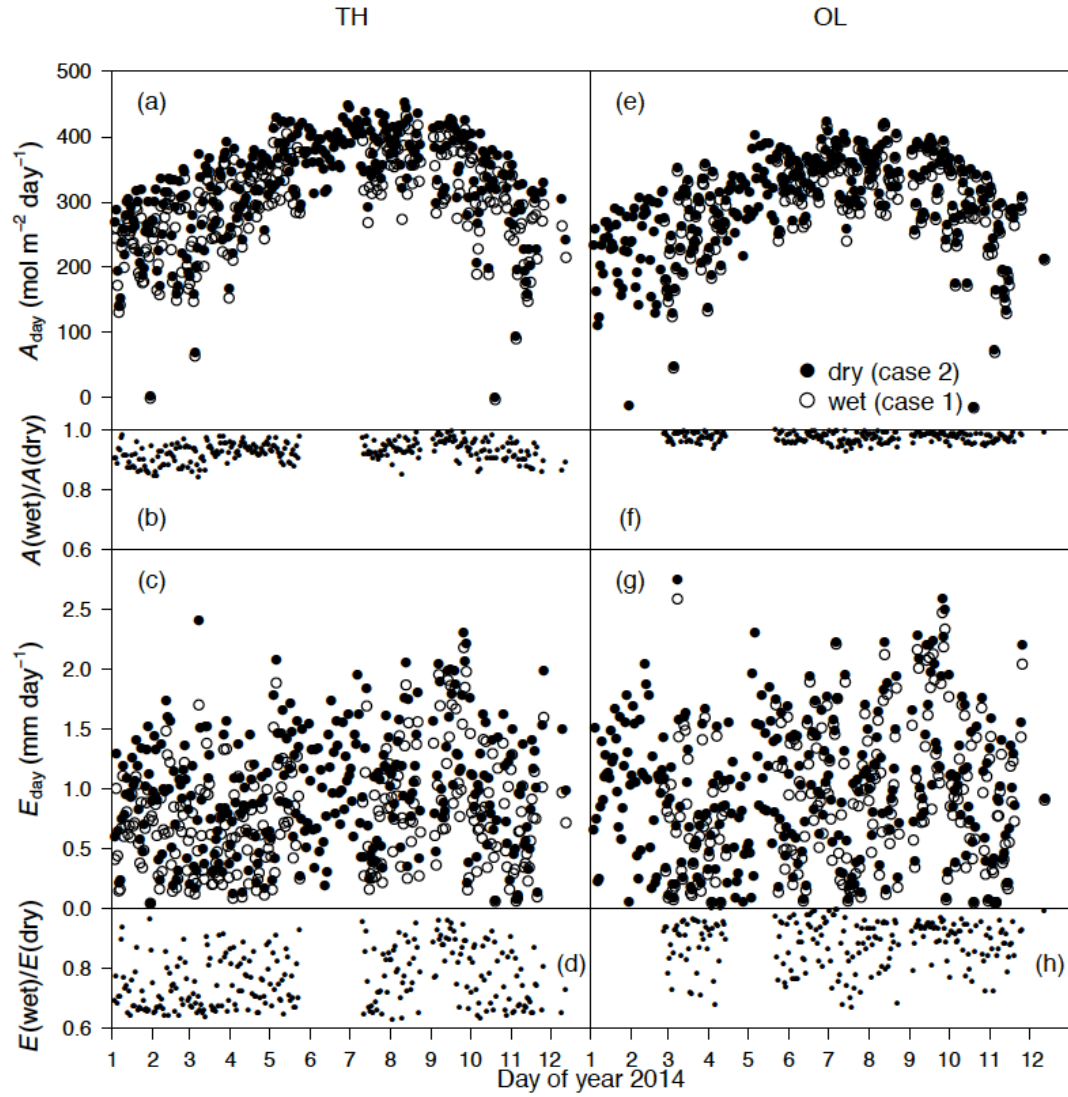 TH OL
500
(a) (e)
400
300
200
100
0
A_day (mol m⁻² day⁻¹)
● dry (case 2)
○ wet (case 1)
1.0
0.8
0.6
A(wet)/A(dry)
(b) (f)
(c) (g)
2.5
2.0
1.5
1.0
0.5
0.0
E_day (mm day⁻¹)
0.8
0.6
E(wet)/E(dry)
(d) (h)
1 2 3 4 5 6 7 8 9 10 11 12 1 2 3 4 5 6 7 8 9 10 11 12
Day of year 2014